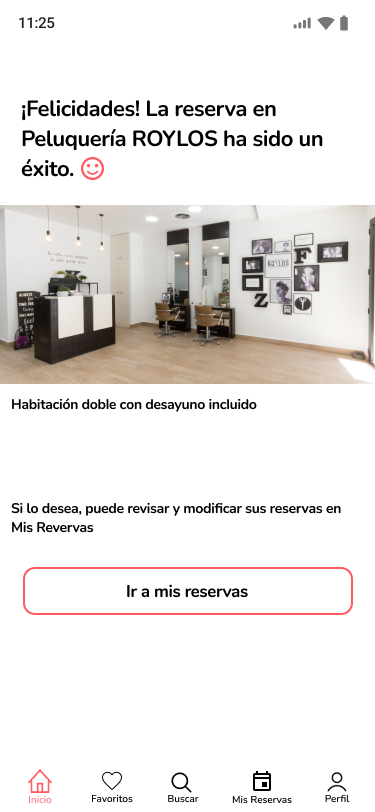 11:25
¡Felicidades! La reserva en
Peluquería ROYLOS ha sido un
éxito.
ROYLOS
F
Z
Habitación doble con desayuno incluido
Si lo desea, puede revisar y modificar sus reservas en
Mis Revervas
Ir a mis reservas
Inicio
Favoritos
Buscar
Mis Reservas
Perfil